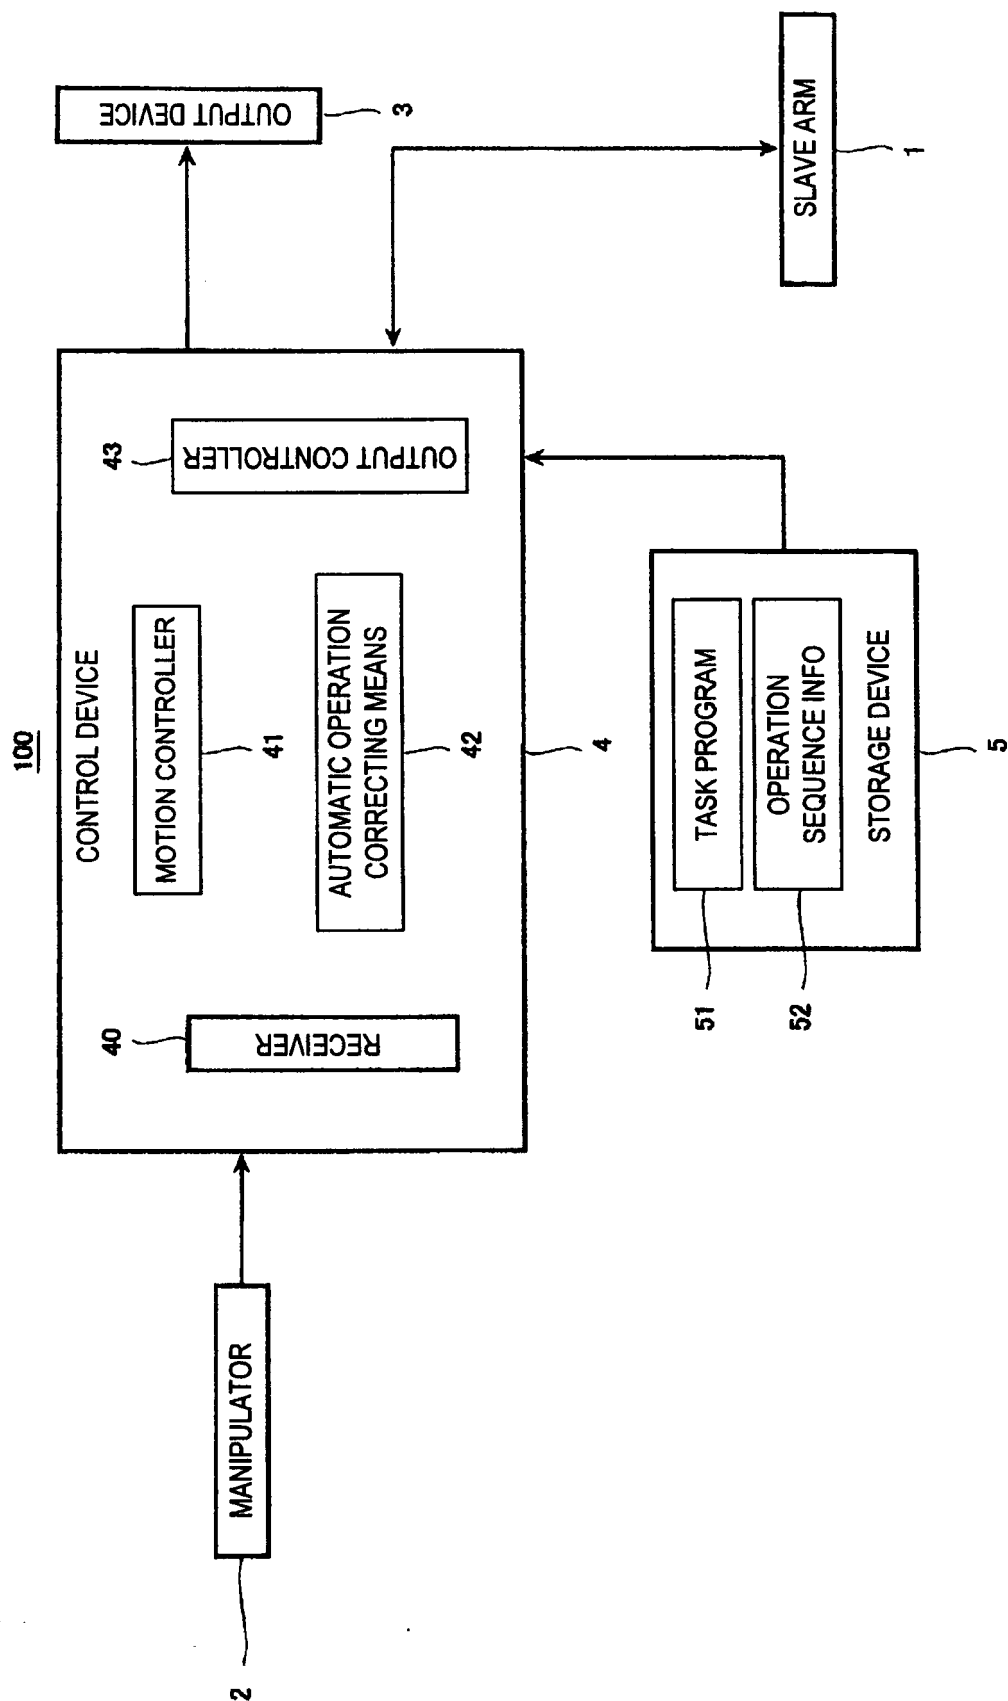 100
CONTROL DEVICE
MOTION CONTROLLER
41
AUTOMATIC OPERATION
CORRECTING MEANS
42
40
RECEIVER
43
OUTPUT CONTROLLER
4
MANIPULATOR
2
OUTPUT DEVICE
3
SLAVE ARM
1
TASK PROGRAM
51
OPERATION
SEQUENCE INFO
52
STORAGE DEVICE
5